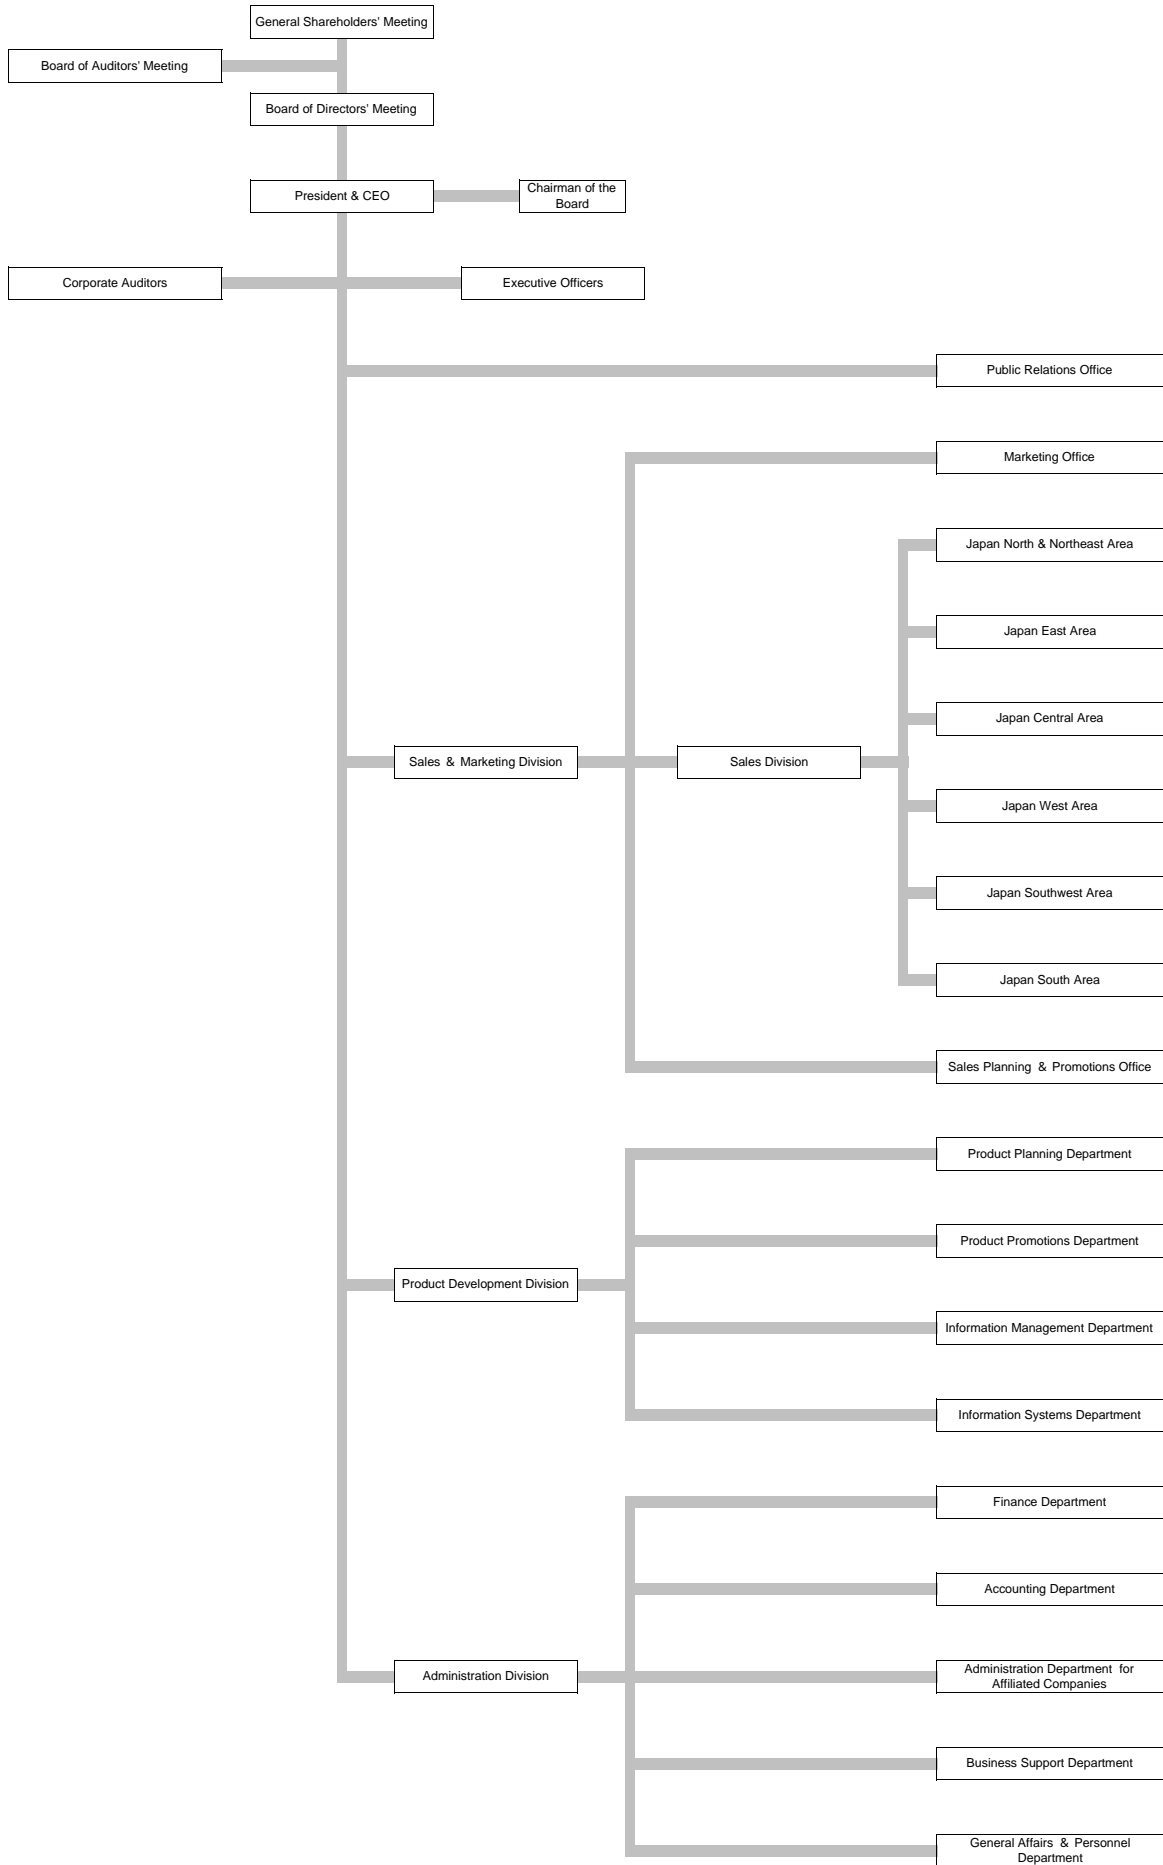 General Shareholders' Meeting
Board of Auditors' Meeting
Board of Directors' Meeting
President & CEO
Chairman of the
Board
Corporate Auditors
Executive Officers
Public Relations Office
Marketing Office
Japan North & Northeast Area
Japan East Area
Japan Central Area
Sales & Marketing Division
Sales Division
Japan West Area
Japan Southwest Area
Japan South Area
Sales Planning & Promotions Office
Product Planning Department
Product Promotions Department
Product Development Division
Information Management Department
Information Systems Department
Finance Department
Accounting Department
Administration Division
Administration Department for
Affiliated Companies
Business Support Department
General Affairs & Personnel
Department